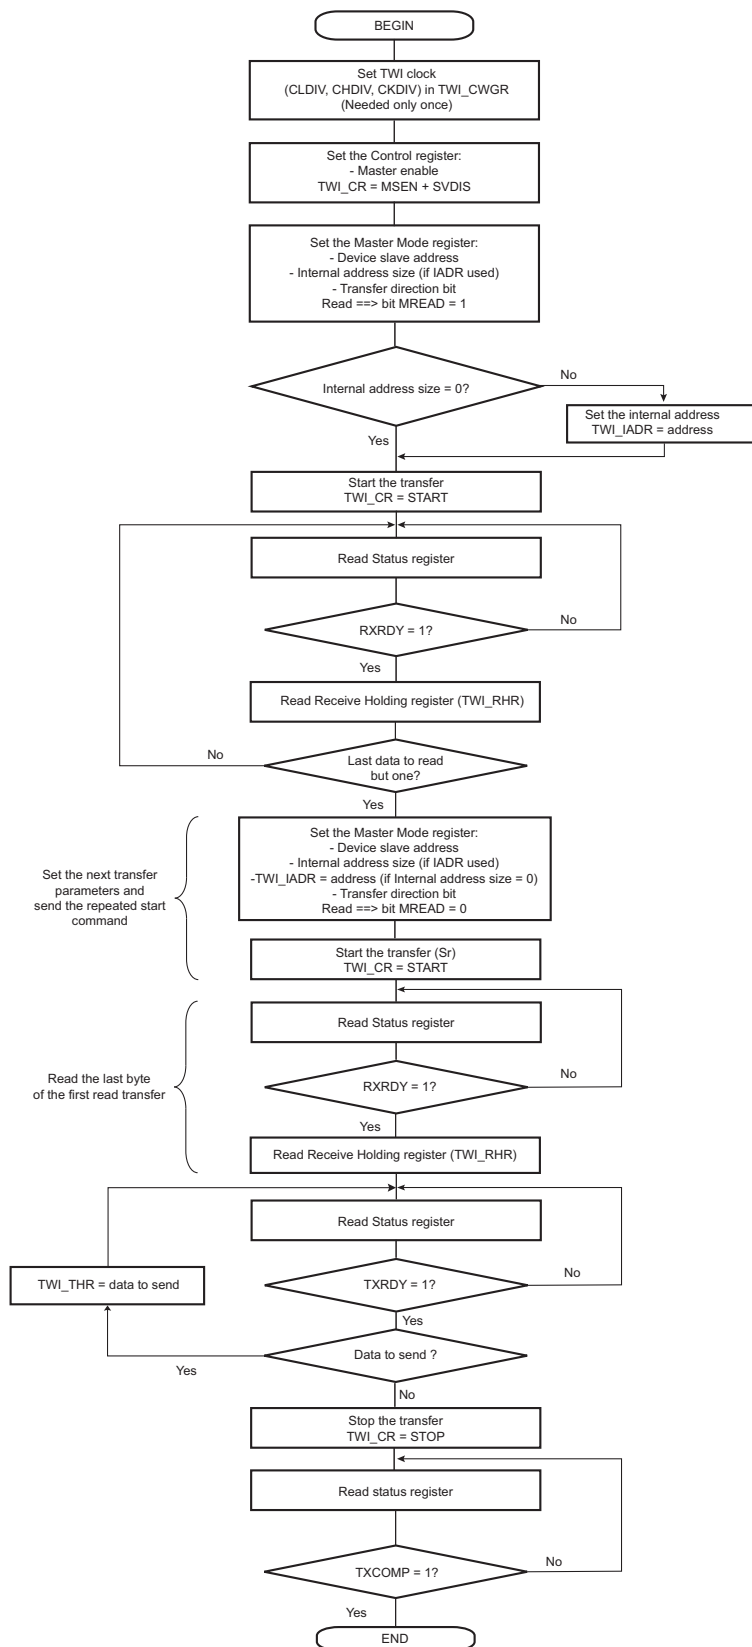 BEGIN
Set TWI clock
(CLDIV, CHDIV, CKDIV) in TWI_CWGR
(Needed only once)
Set the Control register:
- Master enable
TWI_CR = MSEN + SVDIS
Set the Master Mode register:
- Device slave address
- Internal address size (if IADR used)
- Transfer direction bit
Read ==> bit MREAD = 1
Internal address size = 0?
No
Set the internal address
TWI_IADR = address
Yes
Start the transfer
TWI_CR = START
Read Status register
RXRDY = 1?
No
Yes
Read Receive Holding register (TWI_RHR)
No
Last data to read
but one?
Yes
Set the next transfer
parameters and
send the repeated start
command
Set the Master Mode register:
- Device slave address
- Internal address size (if IADR used)
-TWI_IADR = address (if Internal address size = 0)
- Transfer direction bit
Read ==> bit MREAD = 0
Start the transfer (Sr)
TWI_CR = START
Read the last byte
of the first read transfer
Read Status register
RXRDY = 1?
No
Yes
Read Receive Holding register (TWI_RHR)
Read Status register
TWI_THR = data to send
TXRDY = 1?
No
Yes
Data to send ?
Yes
No
Stop the transfer
TWI_CR = STOP
Read status register
TXCOMP = 1?
No
Yes
END